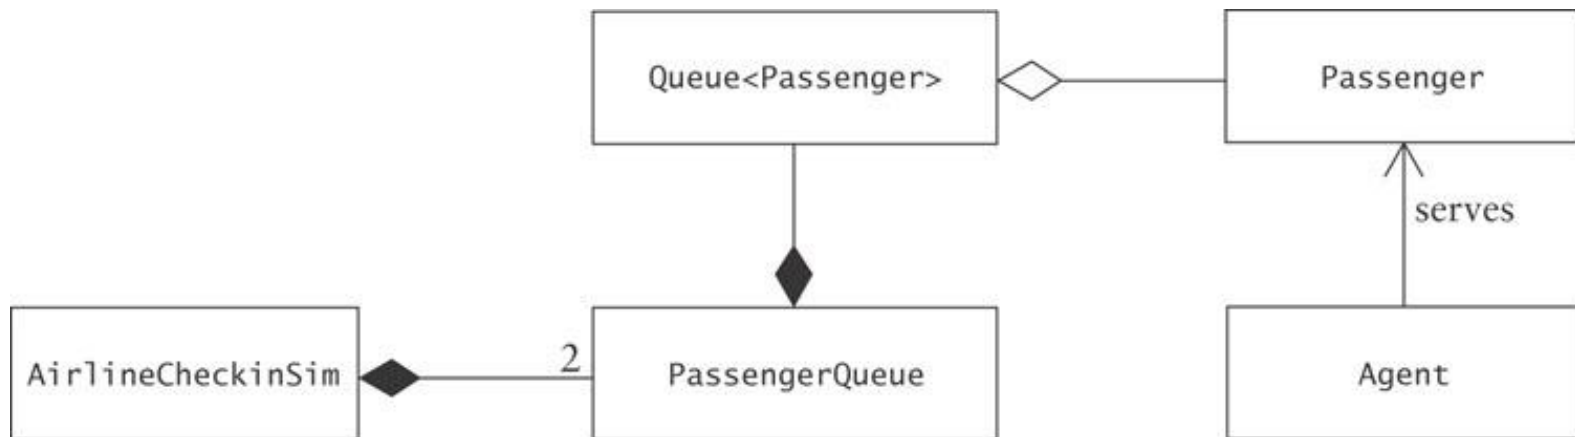 Queue<Passenger>
Passenger
serves
AirlineCheckinSim
2
PassengerQueue
Agent